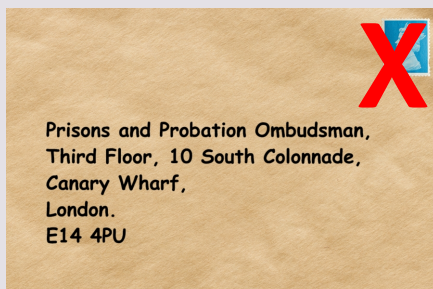 Prisons and Probation Ombudsman,
Third Floor, 10 South Colonnade,
Canary Wharf,
London.
E14 4PU